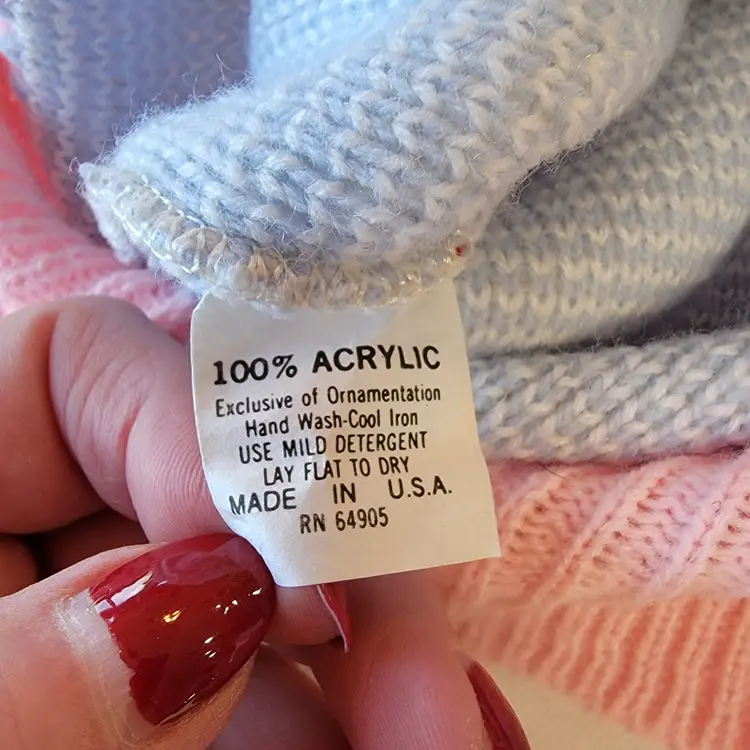 100% ACRYLIC
Exclusive of Ornamentation
Hand Wash-Cool Iron
USE MILD DETERGENT
LAY FLAT TO DRY
MADE IN U.S.A.
RN 64905